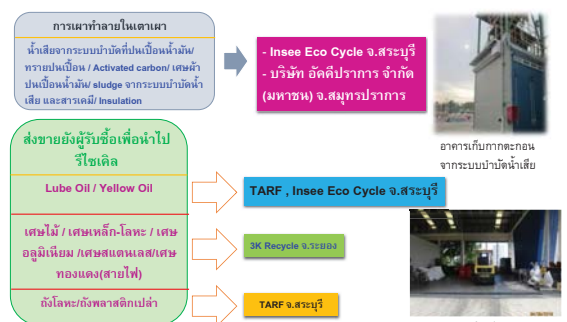 การเผาทำลายในเตาเผา
น้ำเสียจากระบบบำบัดที่ปนเปื้อนน้ำมัน/
ทรายปนเปื้อน / Activated carbon/ เศษผ้า
ปนเปื้อนน้ำมัน/ sludge จากระบบบำบัดน้ำ
เสีย และสารเคมี/ Insulation
- Insee Eco Cycle จ.สระบุรี
- บริษัท อัคคีปราการ จำกัด
(มหาชน) จ.สมุทรปราการ
อาคารเก็บกากตะกอน
จากระบบบำบัดน้ำเสีย
ส่งขายยังผู้รับซื้อเพื่อนำไป
รีไซเคิล
Lube Oil / Yellow Oil
TARF , Insee Eco Cycle จ.สระบุรี
เศษไม้ / เศษเหล็ก-โลหะ / เศษ
อลูมิเนียม /เศษสแตนเลส/เศษ
ทองแดง(สายไฟ)
3K Recycle จ.ระยอง
ถังโลหะ/ถังพลาสติกเปล่า
TARF จ.สระบุรี